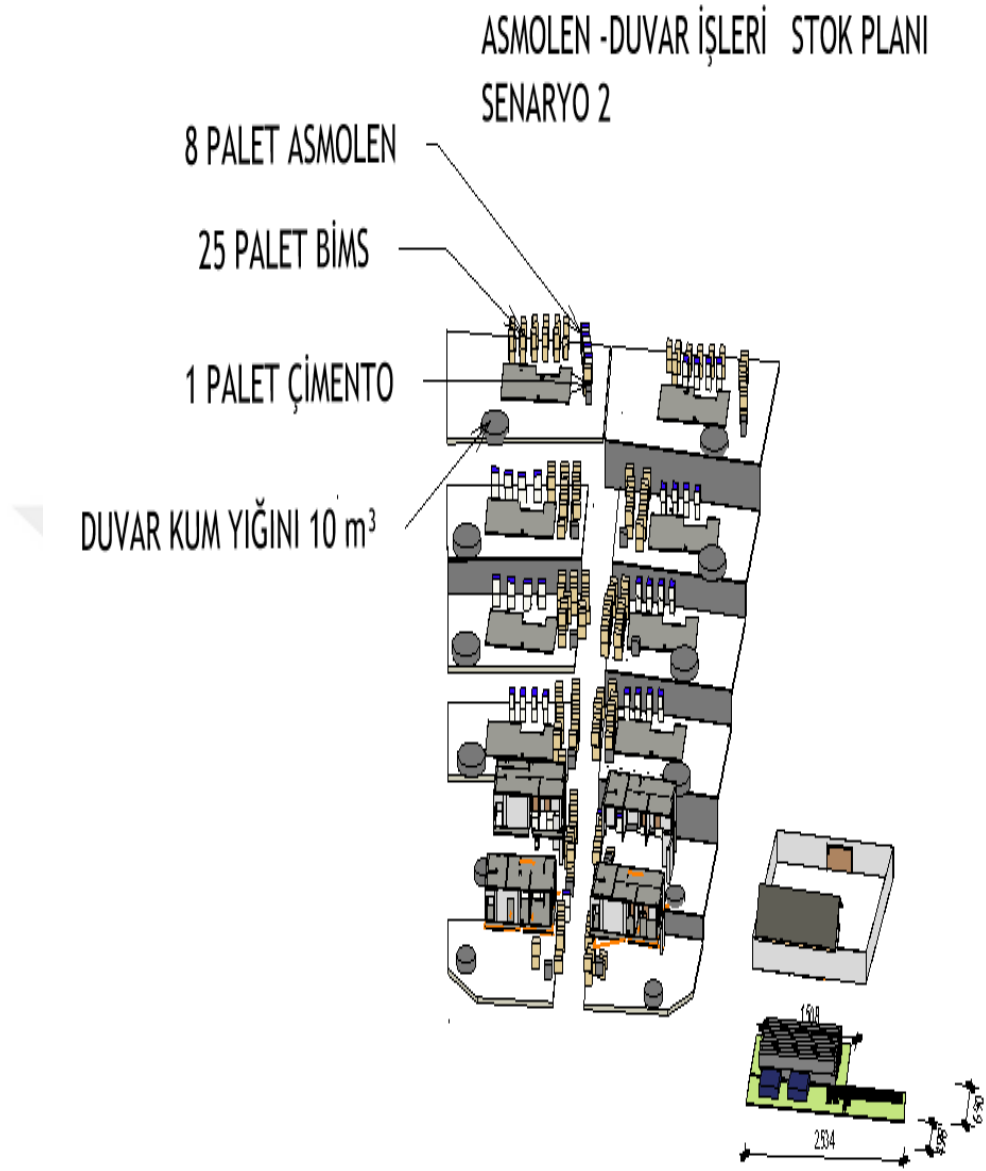 ASMOLEN -DUVAR İŞLERİ STOK PLANI
SENARYO 2
8 PALET ASMOLEN
25 PALET BİMS
1 PALET ÇİMENTO
DUVAR KUM YIĞINI 10 m³
2534